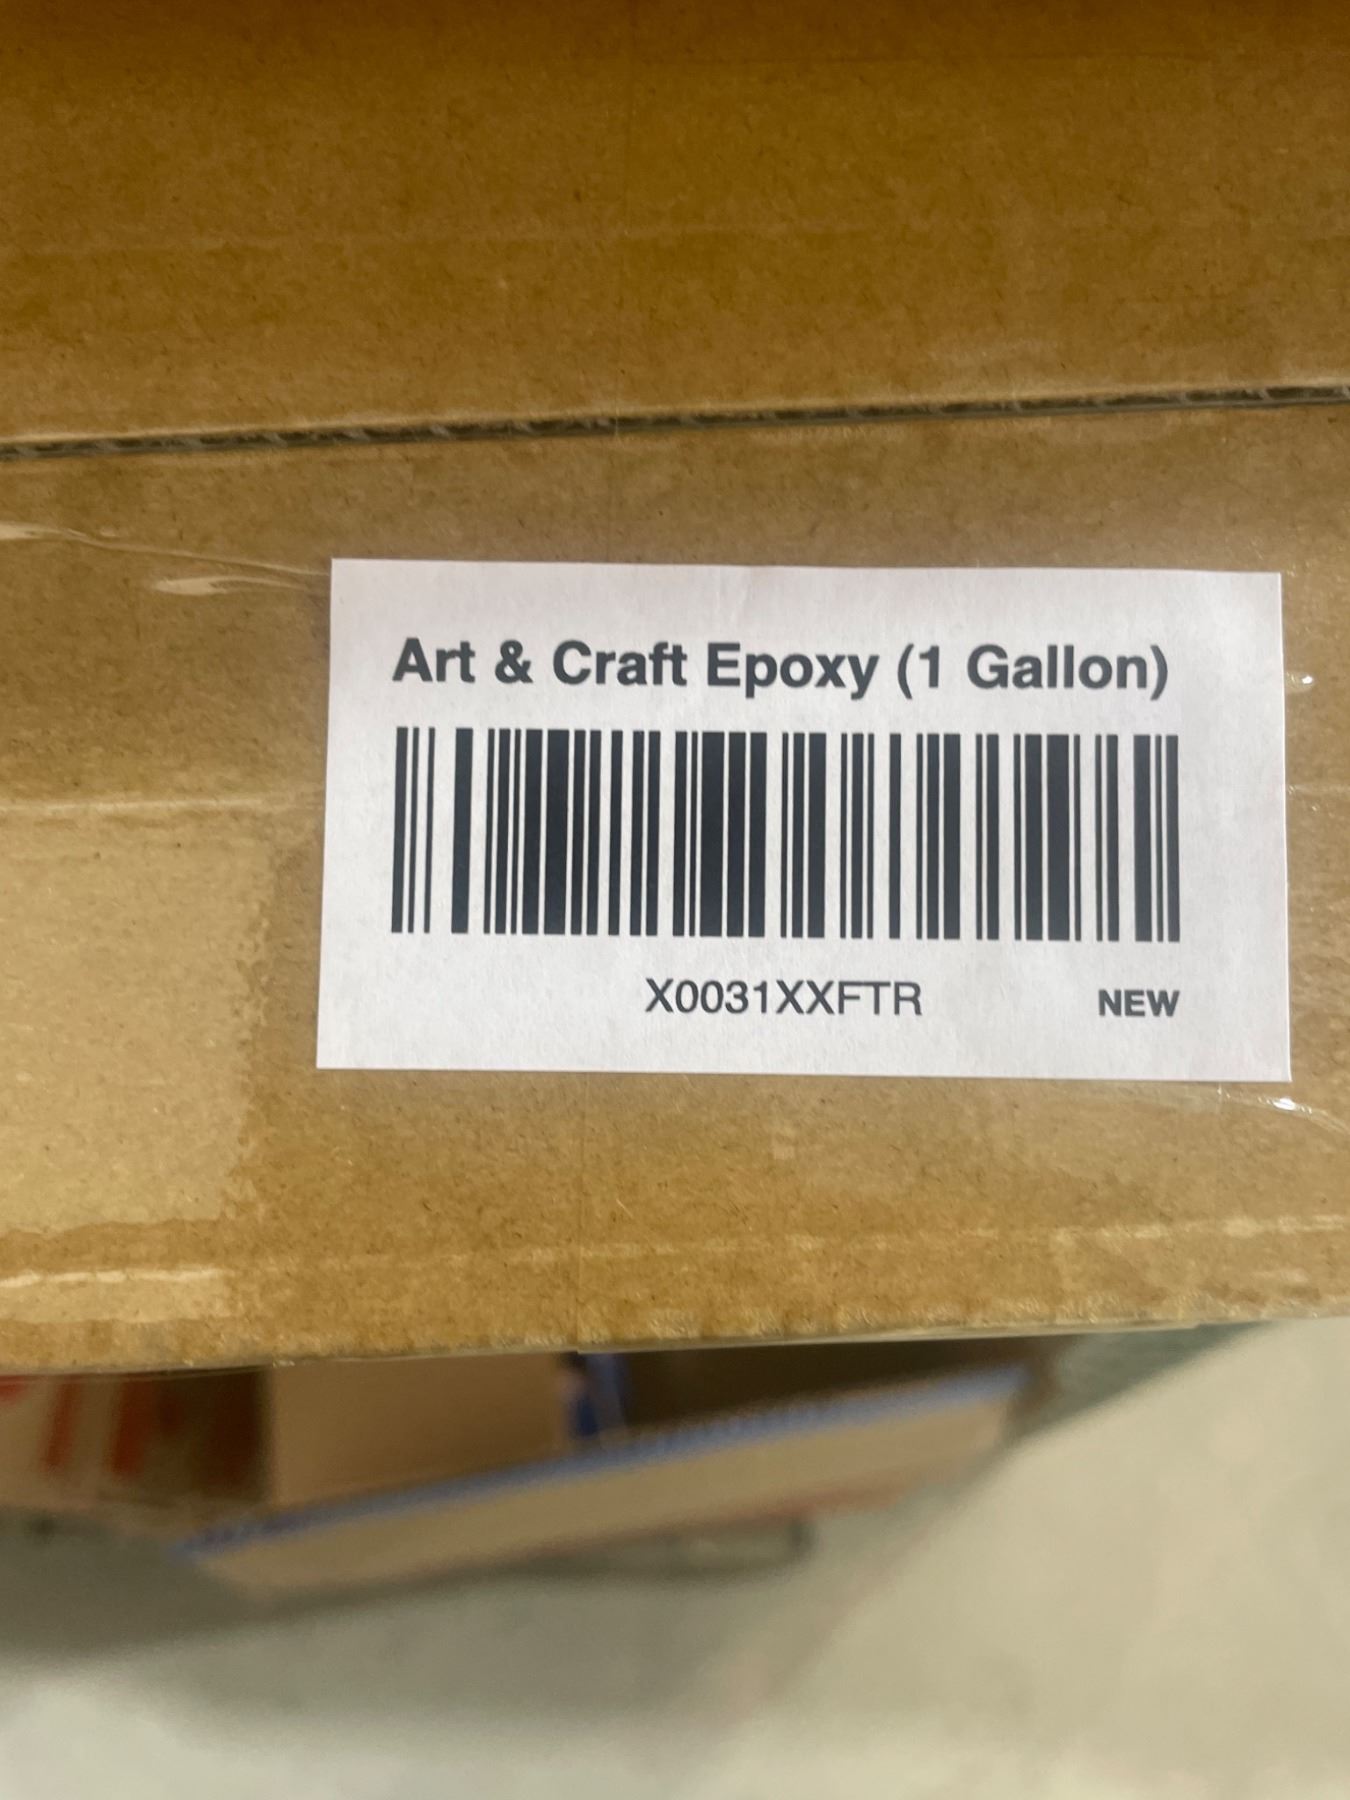 Art & Craft Epoxy (1 Gallon)
X0031XXFTR NEW